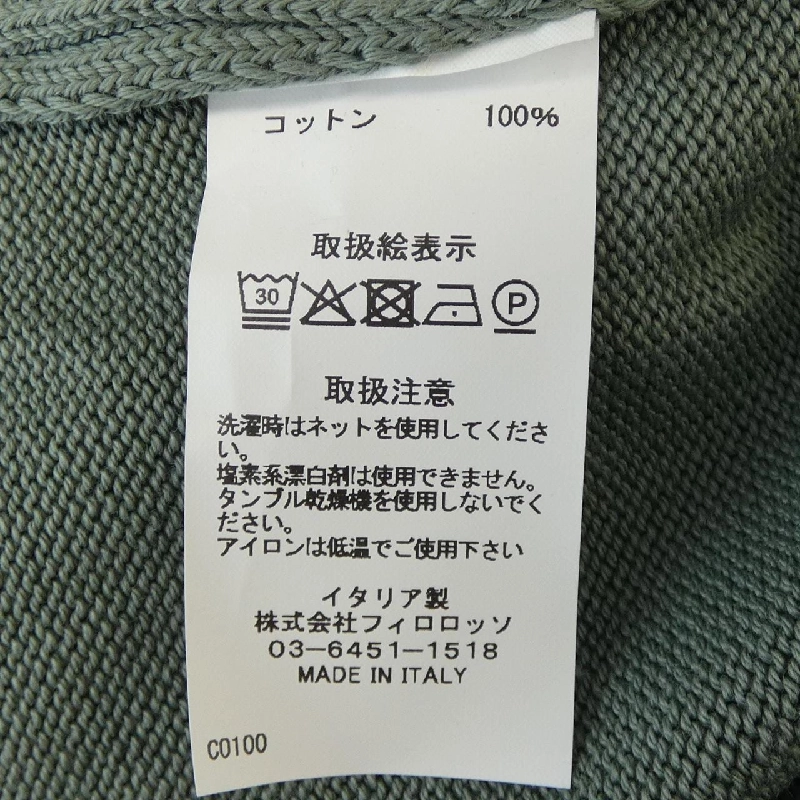 コットン 100%
取扱絵表示
30 P
取扱注意
洗濯時はネットを使用してくださ
い。
塩素系漂白剤は使用できません。
タンブル乾燥機を使用しないでく
ださい。
アイロンは低温でご使用下さい
イタリア製
株式会社フィロロッソ
03-6451-1518
MADE IN ITALY
CO100